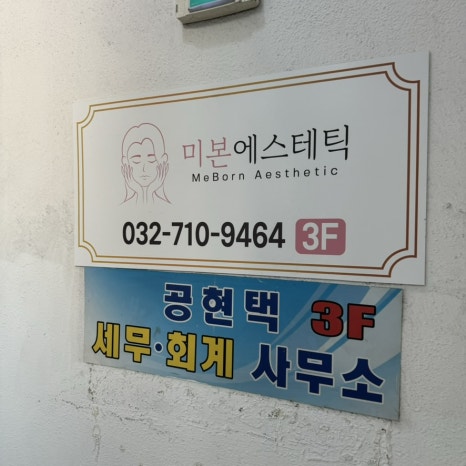 미본에스테틱
MeBorn Aesthetic
032-710-9464 3F
공현택 3F
세무·회계 사무소